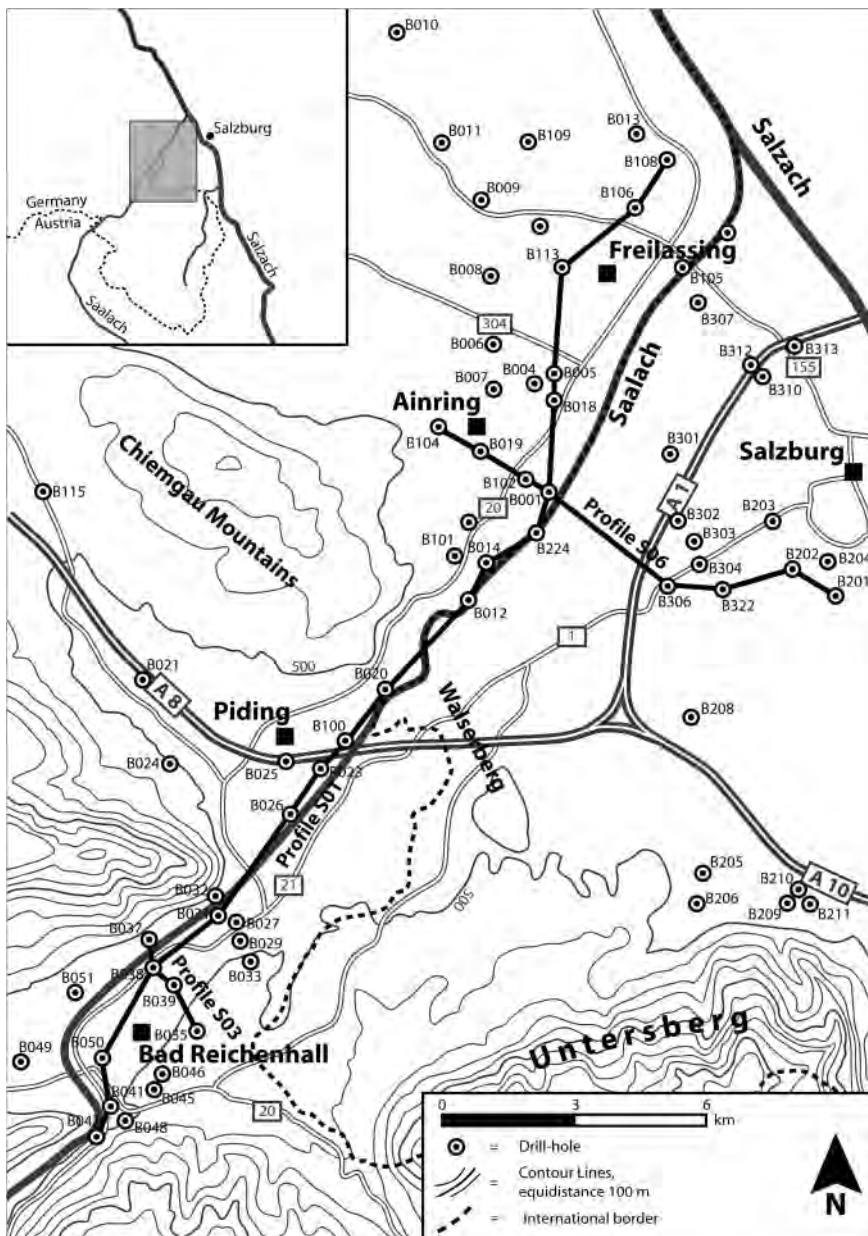 B010
Salzburg
Germany
Austria
Salzach
Saalach
B011
B109
B013
B108
B009
B106
Salzach
B113
Freilassing
B105
B008
B307
304
B006
B312
B313
155
B310
B007
B004
B005
B018
Saalach
Ainring
B104
B019
B301
Salzburg
A 1
Chiemgau Mountains
B115
B102
B001
20
Profile S06
B302
B203
B303
B101
B014
B224
B304
B202
B204
B201
B306
B322
B012
1
500
B021
A 8
B020
Piding
B100
Walserberg
B208
B024
B025
B023
B026
Profile S01
21
500
B205
B210
A 10
B206
B209
B211
B032
B027
B037
B029
B033
B038
B051
B039
Profile S03
B035
Untersberg
B049
B050
Bad Reichenhall
B046
B041
B045
20
B048
0 3 6
km
= Drill-hole
= Contour Lines,
equidistance 100 m
= International border
N